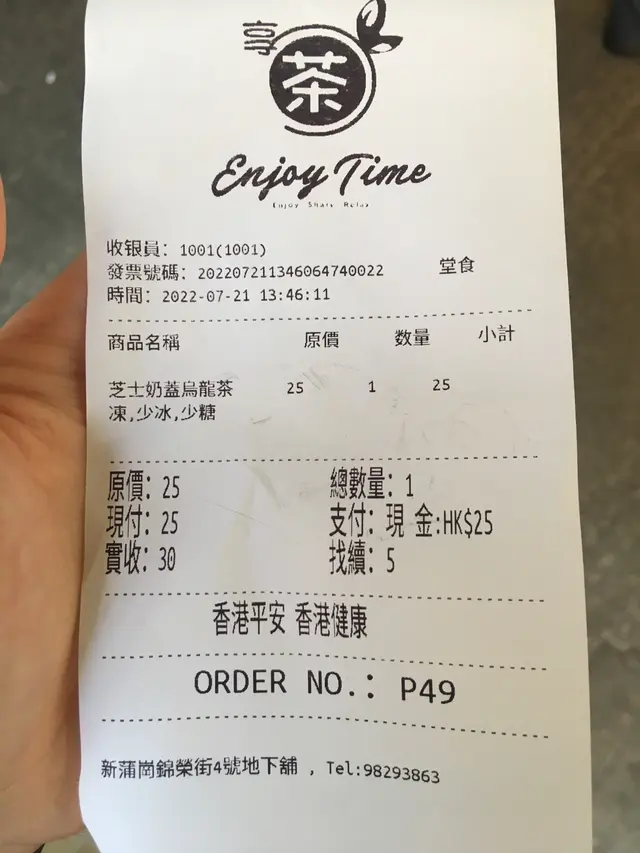 享
茶
Enjoy Time
Enjoy Share Relax
收银員: 1001(1001)
發票號碼: 202207211346064740022 堂食
時間: 2022-07-21 13:46:11
商品名稱 原價 数量 小計
芝士奶蓋烏龍茶 25 1 25
凍,少冰,少糖
原價: 25 總數量: 1
現付: 25 支付: 現 金:HK$25
實收: 30 找續: 5
香港平安 香港健康
ORDER NO.: P49
新蒲崗錦榮街4號地下舖 , Tel:98293863